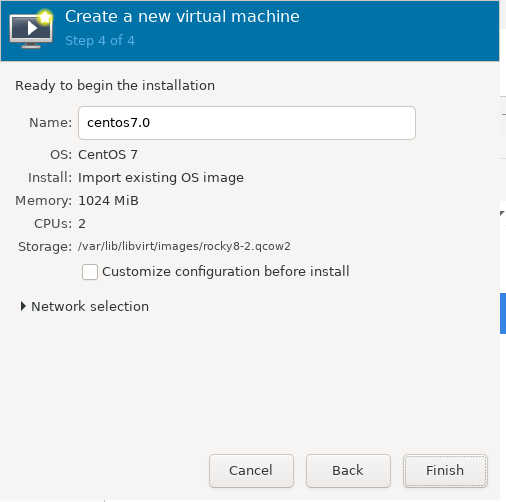 Create a new virtual machine
Step 4 of 4
Ready to begin the installation
Name: centos7.0
OS: CentOS 7
Install: Import existing OS image
Memory: 1024 MiB
CPUs: 2
Storage: /var/lib/libvirt/images/rocky8-2.qcow2
Customize configuration before install
Network selection
Cancel Back Finish